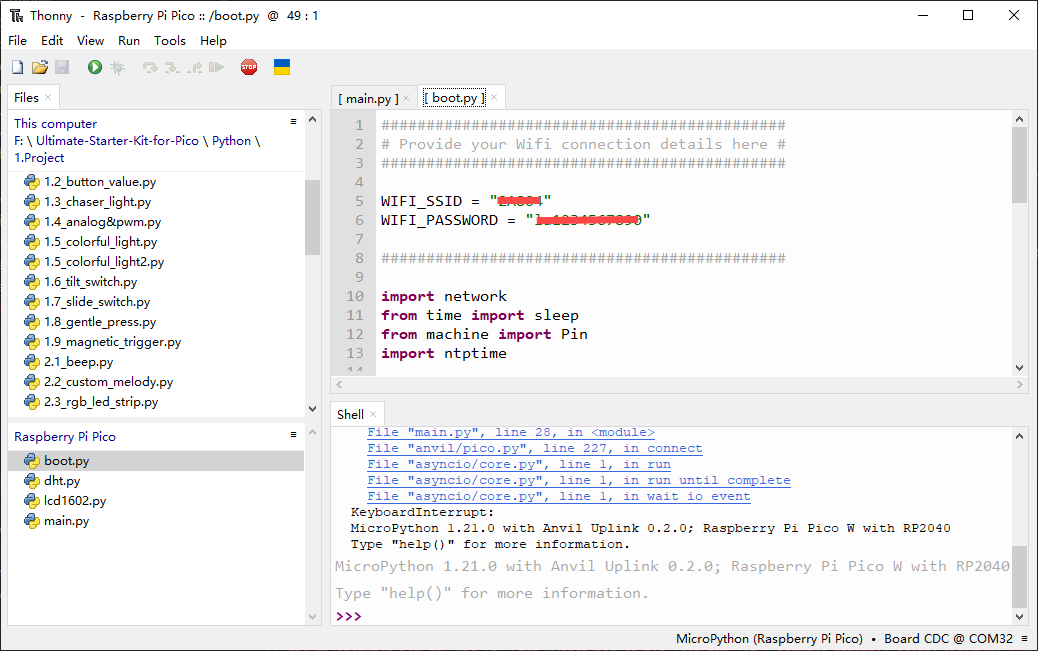 Thonny - Raspberry Pi Pico :: /boot.py @ 49 : 1
File Edit View Run Tools Help
STOP
Files
This computer
F: \ Ultimate-Starter-Kit-for-Pico \ Python \
1.Project
1.2_button_value.py
1.3_chaser_light.py
1.4_analog&pwm.py
1.5_colorful_light.py
1.5_colorful_light2.py
1.6_tilt_switch.py
1.7_slide_switch.py
1.8_gentle_press.py
1.9_magnetic_trigger.py
2.1_beep.py
2.2_custom_melody.py
2.3_rgb_led_strip.py
Raspberry Pi Pico
boot.py
dht.py
lcd1602.py
main.py
[ main.py ] [ boot.py ]
1 #############################################
2 # Provide your Wifi connection details here #
3 #############################################
4
5 WIFI_SSID = ""
6 WIFI_PASSWORD = ""
7
8 #############################################
9
10 import network
11 from time import sleep
12 from machine import Pin
13 import ntptime
14
Shell
File "main.py", line 28, in <module>
File "anvil/pico.py", line 227, in connect
File "asyncio/core.py", line 1, in run
File "asyncio/core.py", line 1, in run until complete
File "asyncio/core.py", line 1, in wait io event
KeyboardInterrupt:
MicroPython 1.21.0 with Anvil Uplink 0.2.0; Raspberry Pi Pico W with RP2040
Type "help()" for more information.
MicroPython 1.21.0 with Anvil Uplink 0.2.0; Raspberry Pi Pico W with RP2040
Type "help()" for more information.
>>>
MicroPython (Raspberry Pi Pico) • Board CDC @ COM32